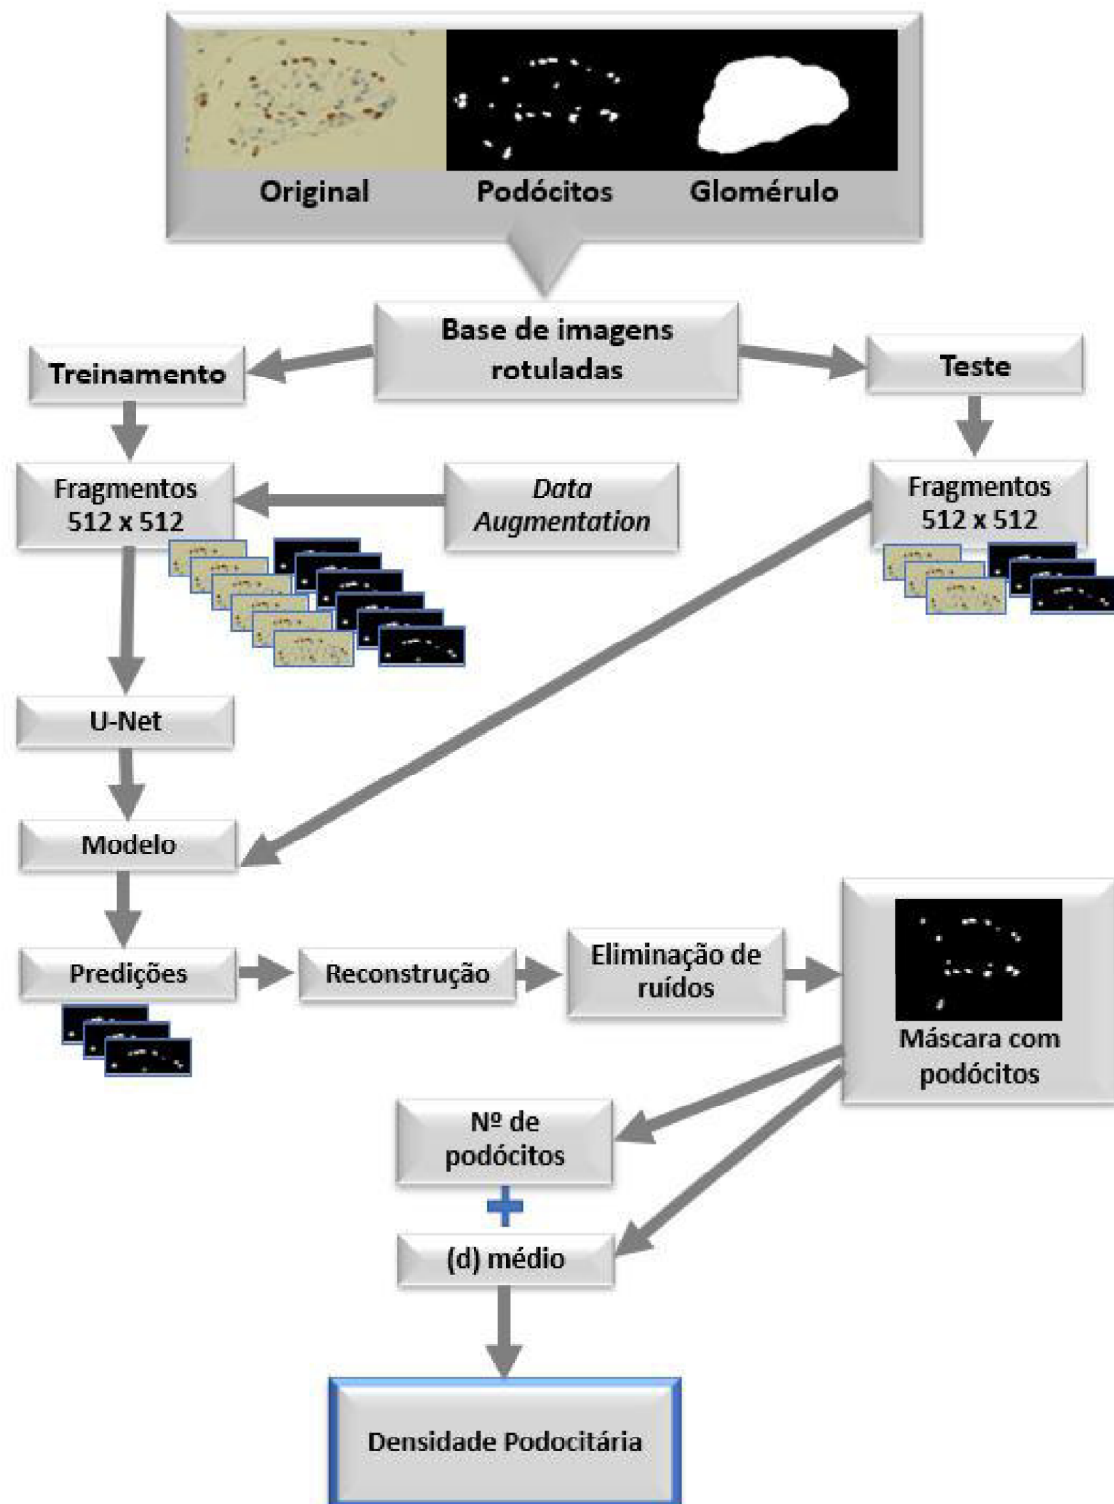 Original
Podócitos
Glomérulo
Base de imagens
rotuladas
Treinamento
Teste
Fragmentos
512 x 512
Data
Augmentation
Fragmentos
512 x 512
U-Net
Modelo
Predições
Reconstrução
Eliminação de
ruídos
Máscara com
podócitos
Nº de
podócitos
(d) médio
Densidade Podocitária